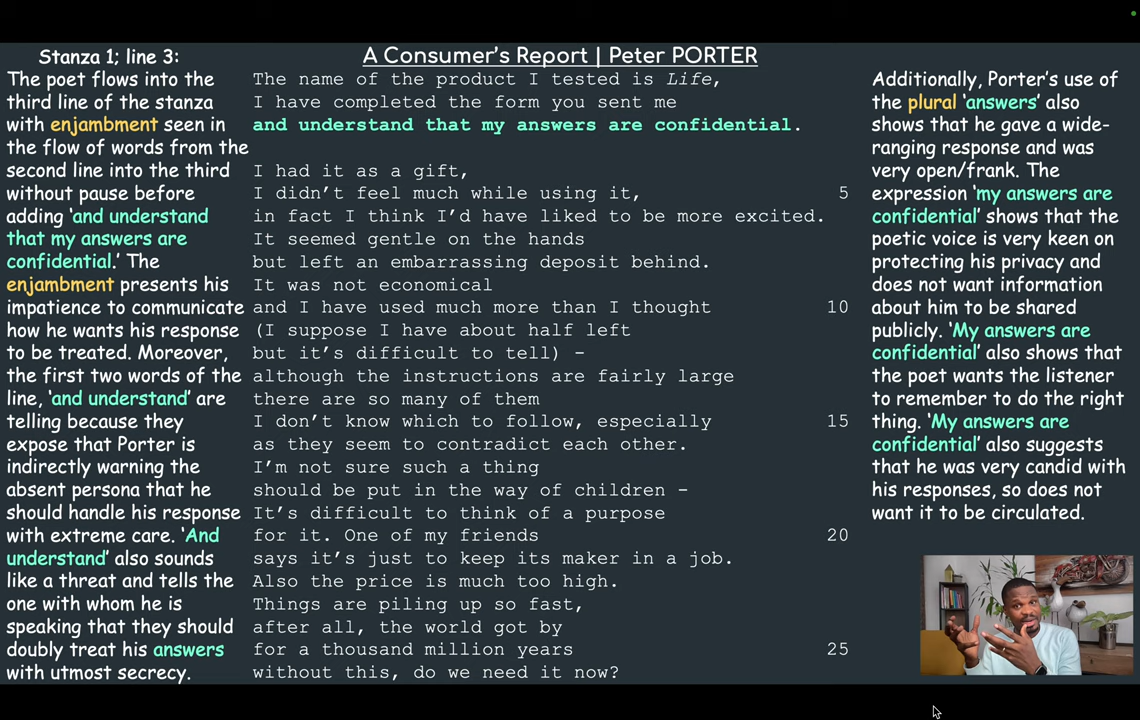 Stanza 1; line 3:
The poet flows into the
third line of the stanza
with enjambment seen in
the flow of words from the
second line into the third
without pause before
adding ‘and understand
that my answers are
confidential.’ The
enjambment presents his
impatience to communicate
how he wants his response
to be treated. Moreover,
the first two words of the
line, ‘and understand’ are
telling because they
expose that Porter is
indirectly warning the
absent persona that he
should handle his response
with extreme care. ‘And
understand’ also sounds
like a threat and tells the
one with whom he is
speaking that they should
doubly treat his answers
with utmost secrecy.
A Consumer’s Report | Peter PORTER
The name of the product I tested is Life,
I have completed the form you sent me
and understand that my answers are confidential.
I had it as a gift,
I didn’t feel much while using it, 5
in fact I think I’d have liked to be more excited.
It seemed gentle on the hands
but left an embarrassing deposit behind.
It was not economical
and I have used much more than I thought 10
(I suppose I have about half left
but it’s difficult to tell) –
although the instructions are fairly large
there are so many of them
I don’t know which to follow, especially 15
as they seem to contradict each other.
I’m not sure such a thing
should be put in the way of children –
It’s difficult to think of a purpose
for it. One of my friends 20
says it’s just to keep its maker in a job.
Also the price is much too high.
Things are piling up so fast,
after all, the world got by
for a thousand million years 25
without this, do we need it now?
Additionally, Porter’s use of
the plural ‘answers’ also
shows that he gave a wide-
ranging response and was
very open/frank. The
expression ‘my answers are
confidential’ shows that the
poetic voice is very keen on
protecting his privacy and
does not want information
about him to be shared
publicly. ‘My answers are
confidential’ also shows that
the poet wants the listener
to remember to do the right
thing. ‘My answers are
confidential’ also suggests
that he was very candid with
his responses, so does not
want it to be circulated.